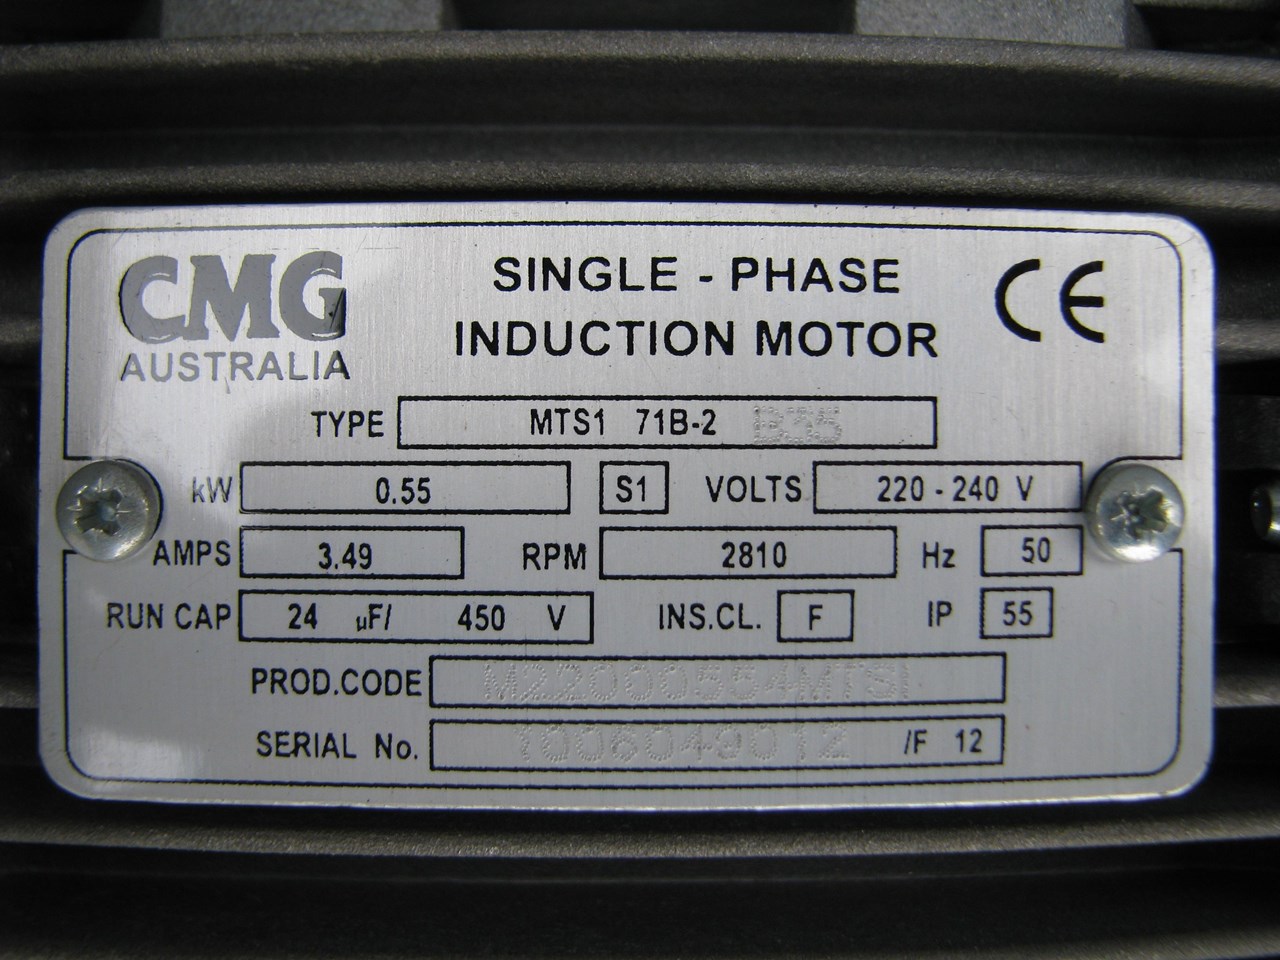 CMG
AUSTRALIA
SINGLE - PHASE
INDUCTION MOTOR
CE
TYPE MTS1 71B-2 B35
kW 0.55 S1 VOLTS 220 - 240 V
AMPS 3.49 RPM 2810 Hz 50
RUN CAP 24 µF/ 450 V INS.CL. F IP 55
PROD.CODE
SERIAL No. /F 12